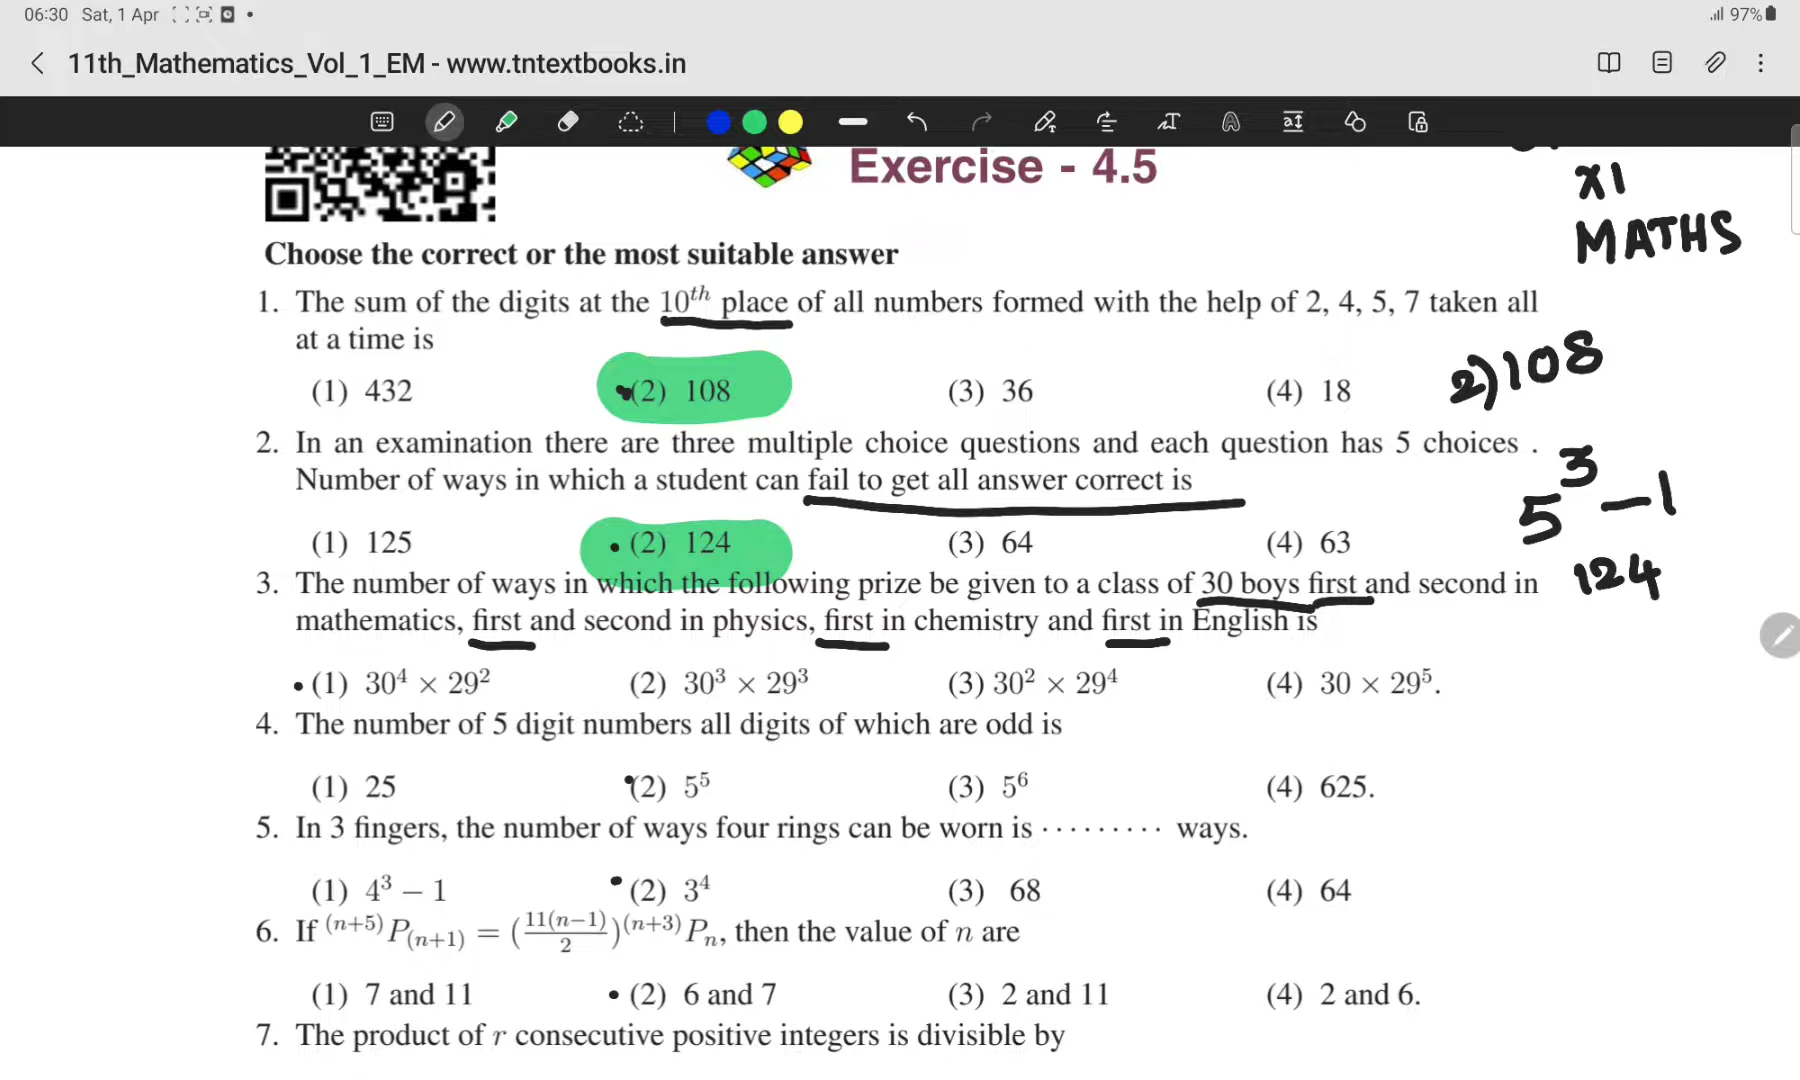 06:30 Sat, 1 Apr
97%
11th_Mathematics_Vol_1_EM - www.tntextbooks.in
Exercise - 4.5
X1
MATHS
Choose the correct or the most suitable answer
1. The sum of the digits at the 10th place of all numbers formed with the help of 2, 4, 5, 7 taken all
at a time is
(1) 432 (2) 108 (3) 36 (4) 18
2)108
2. In an examination there are three multiple choice questions and each question has 5 choices .
Number of ways in which a student can fail to get all answer correct is
5³-1
(1) 125 (2) 124 (3) 64 (4) 63
124
3. The number of ways in which the following prize be given to a class of 30 boys first and second in
mathematics, first and second in physics, first in chemistry and first in English is
(1) 30⁴ × 29² (2) 30³ × 29³ (3) 30² × 29⁴ (4) 30 × 29⁵.
4. The number of 5 digit numbers all digits of which are odd is
(1) 25 (2) 5⁵ (3) 5⁶ (4) 625.
5. In 3 fingers, the number of ways four rings can be worn is ········· ways.
(1) 4³ − 1 (2) 3⁴ (3) 68 (4) 64
6. If (n+5)P(n+1) = (11(n−1)/2)(n+3)Pn, then the value of n are
(1) 7 and 11 (2) 6 and 7 (3) 2 and 11 (4) 2 and 6.
7. The product of r consecutive positive integers is divisible by